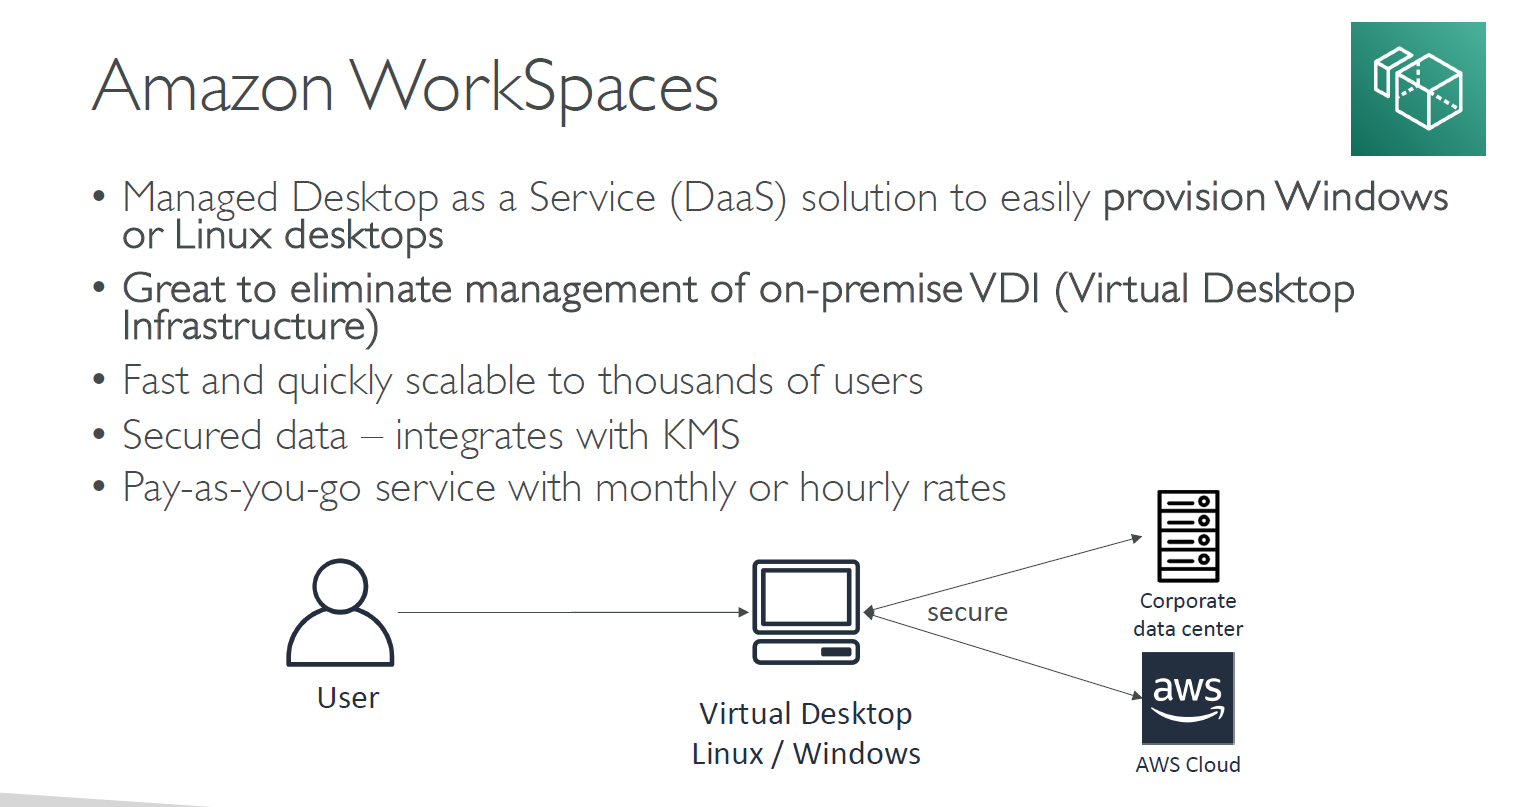 Amazon WorkSpaces
• Managed Desktop as a Service (DaaS) solution to easily provision Windows
or Linux desktops
• Great to eliminate management of on-premise VDI (Virtual Desktop
Infrastructure)
• Fast and quickly scalable to thousands of users
• Secured data – integrates with KMS
• Pay-as-you-go service with monthly or hourly rates
User
Virtual Desktop
Linux / Windows
secure
Corporate
data center
aws
AWS Cloud